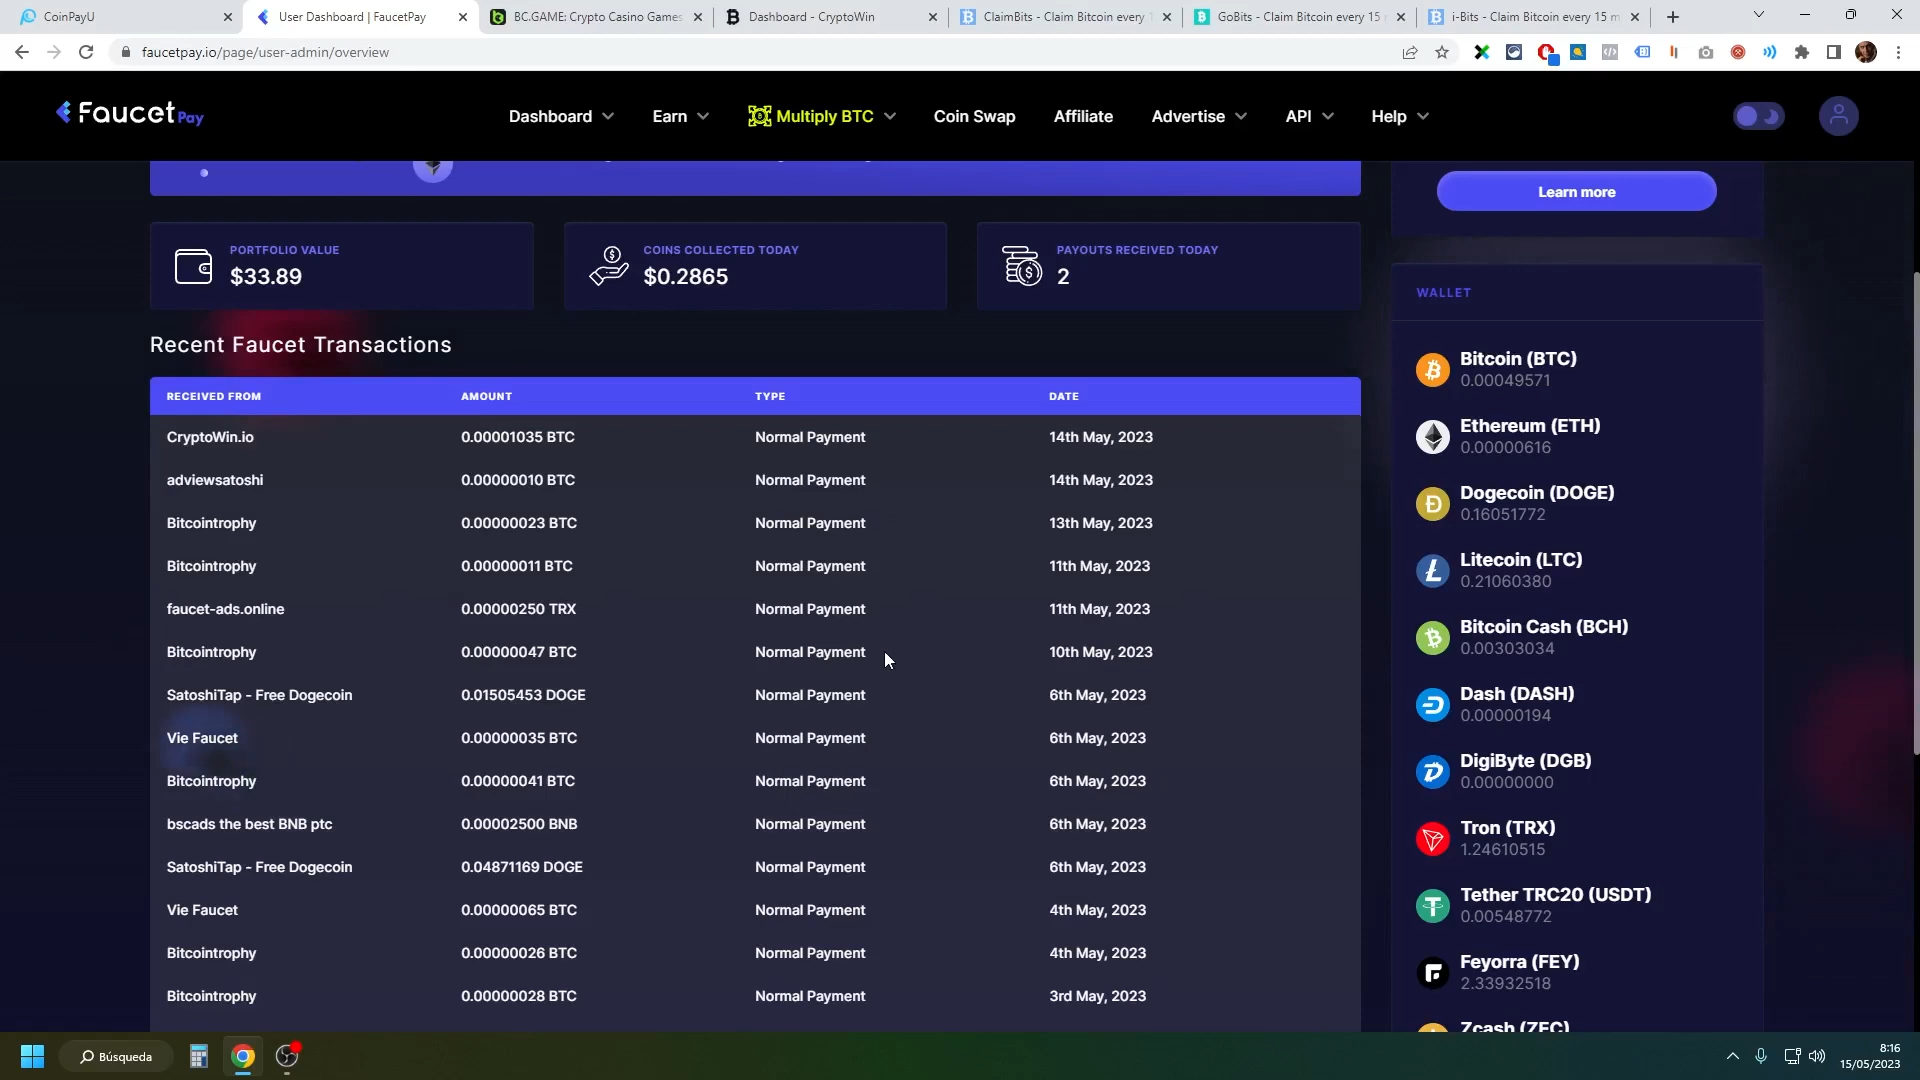 CoinPayU
User Dashboard | FaucetPay
BC.GAME: Crypto Casino Games
Dashboard - CryptoWin
ClaimBits - Claim Bitcoin every 1
GoBits - Claim Bitcoin every 15
i-Bits - Claim Bitcoin every 15 m
faucetpay.io/page/user-admin/overview
FaucetPay
Dashboard
Earn
Multiply BTC
Coin Swap
Affiliate
Advertise
API
Help
Learn more
PORTFOLIO VALUE
$33.89
COINS COLLECTED TODAY
$0.2865
PAYOUTS RECEIVED TODAY
2
Recent Faucet Transactions
RECEIVED FROM AMOUNT TYPE DATE
CryptoWin.io 0.00001035 BTC Normal Payment 14th May, 2023
adviewsatoshi 0.00000010 BTC Normal Payment 14th May, 2023
Bitcointrophy 0.00000023 BTC Normal Payment 13th May, 2023
Bitcointrophy 0.00000011 BTC Normal Payment 11th May, 2023
faucet-ads.online 0.00000250 TRX Normal Payment 11th May, 2023
Bitcointrophy 0.00000047 BTC Normal Payment 10th May, 2023
SatoshiTap - Free Dogecoin 0.01505453 DOGE Normal Payment 6th May, 2023
Vie Faucet 0.00000035 BTC Normal Payment 6th May, 2023
Bitcointrophy 0.00000041 BTC Normal Payment 6th May, 2023
bscads the best BNB ptc 0.00002500 BNB Normal Payment 6th May, 2023
SatoshiTap - Free Dogecoin 0.04871169 DOGE Normal Payment 6th May, 2023
Vie Faucet 0.00000065 BTC Normal Payment 4th May, 2023
Bitcointrophy 0.00000026 BTC Normal Payment 4th May, 2023
Bitcointrophy 0.00000028 BTC Normal Payment 3rd May, 2023
WALLET
Bitcoin (BTC)
0.00049571
Ethereum (ETH)
0.00000616
Dogecoin (DOGE)
0.16051772
Litecoin (LTC)
0.21060380
Bitcoin Cash (BCH)
0.00303034
Dash (DASH)
0.00000194
DigiByte (DGB)
0.00000000
Tron (TRX)
1.24610515
Tether TRC20 (USDT)
0.00548772
Feyorra (FEY)
2.33932518
Zcash (ZEC)
Búsqueda
8:16
15/05/2023